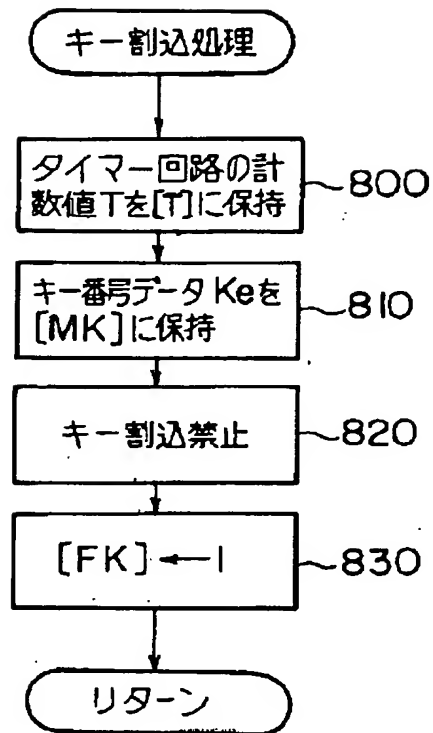 キー割込処理
タイマー回路の計
数値Tを[T]に保持
800
キー番号データKeを
[MK]に保持
810
キー割込禁止
820
[FK]←1
830
リターン